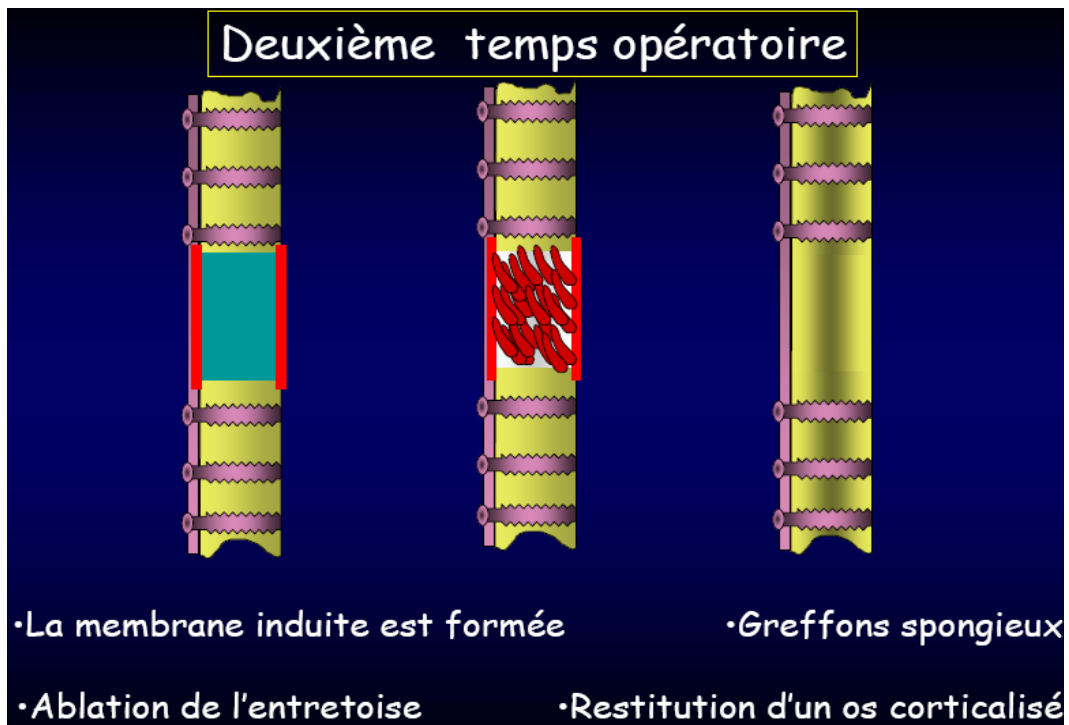 Deuxième temps opératoire
•La membrane induite est formée
•Greffons spongieux
•Ablation de l'entretoise
•Restitution d'un os corticalisé